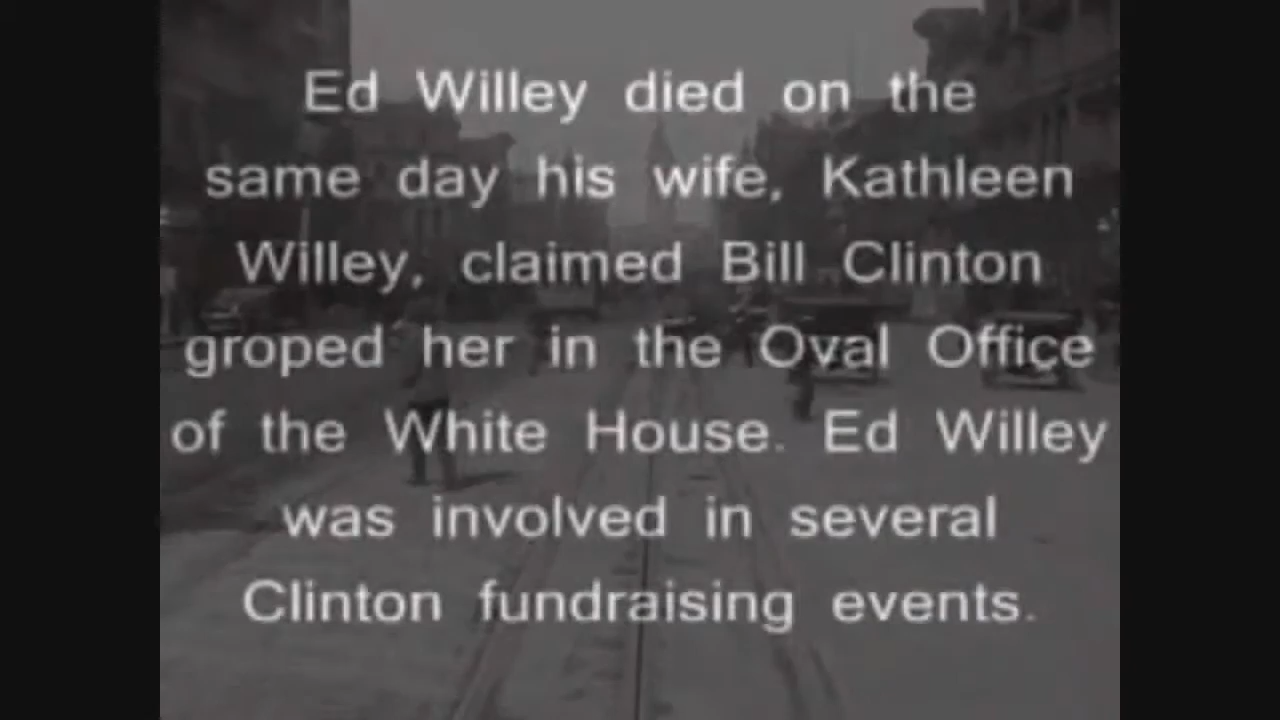 Ed Willey died on the
same day his wife, Kathleen
Willey, claimed Bill Clinton
groped her in the Oval Office
of the White House. Ed Willey
was involved in several
Clinton fundraising events.